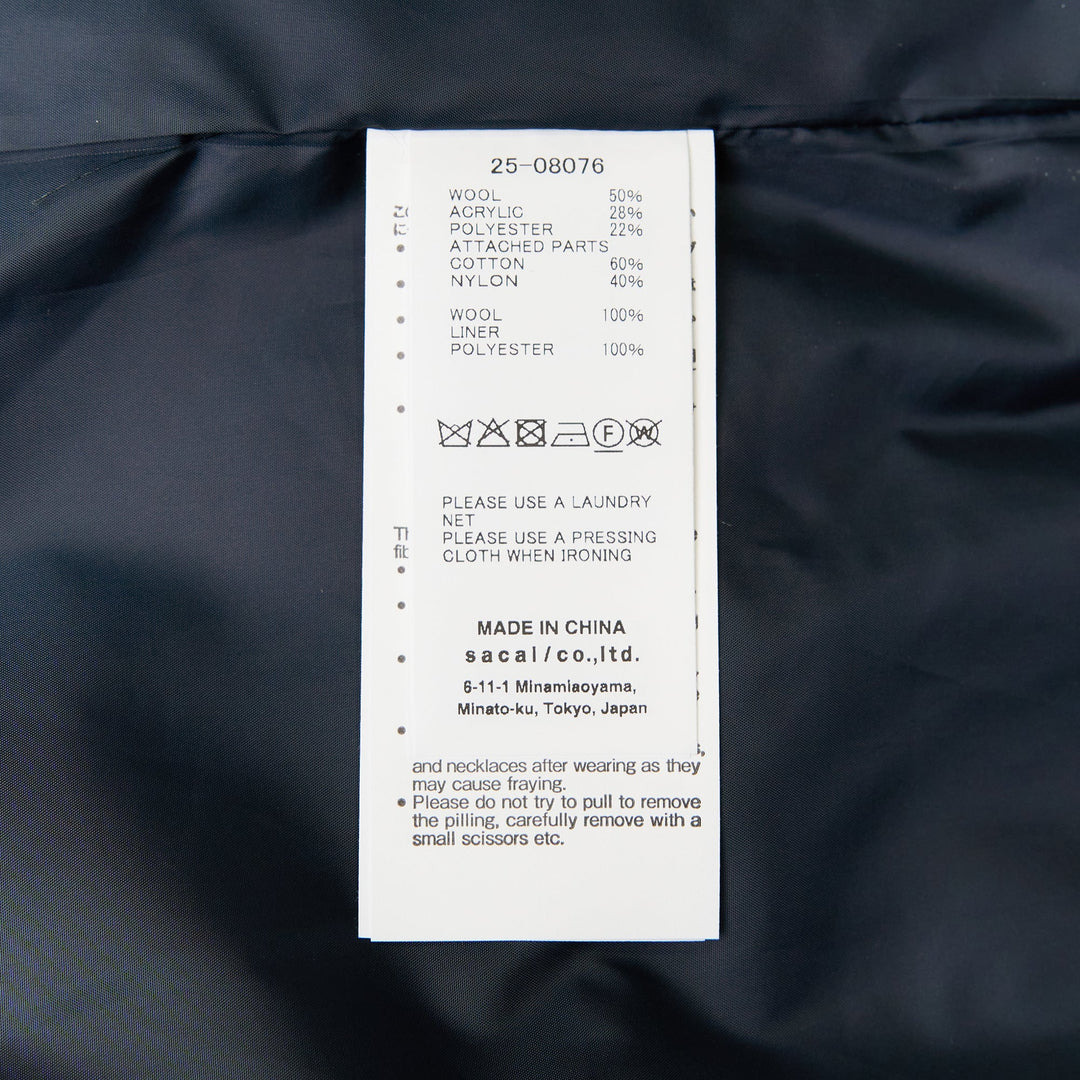 25-08076
WOOL 50%
ACRYLIC 28%
POLYESTER 22%
ATTACHED PARTS
COTTON 60%
NYLON 40%
WOOL 100%
LINER
POLYESTER 100%
F W
PLEASE USE A LAUNDRY
NET
PLEASE USE A PRESSING
CLOTH WHEN IRONING
MADE IN CHINA
sacai/co.,ltd.
6-11-1 Minamiaoyama,
Minato-ku, Tokyo, Japan
and necklaces after wearing as they
may cause fraying.
• Please do not try to pull to remove
the pilling, carefully remove with a
small scissors etc.